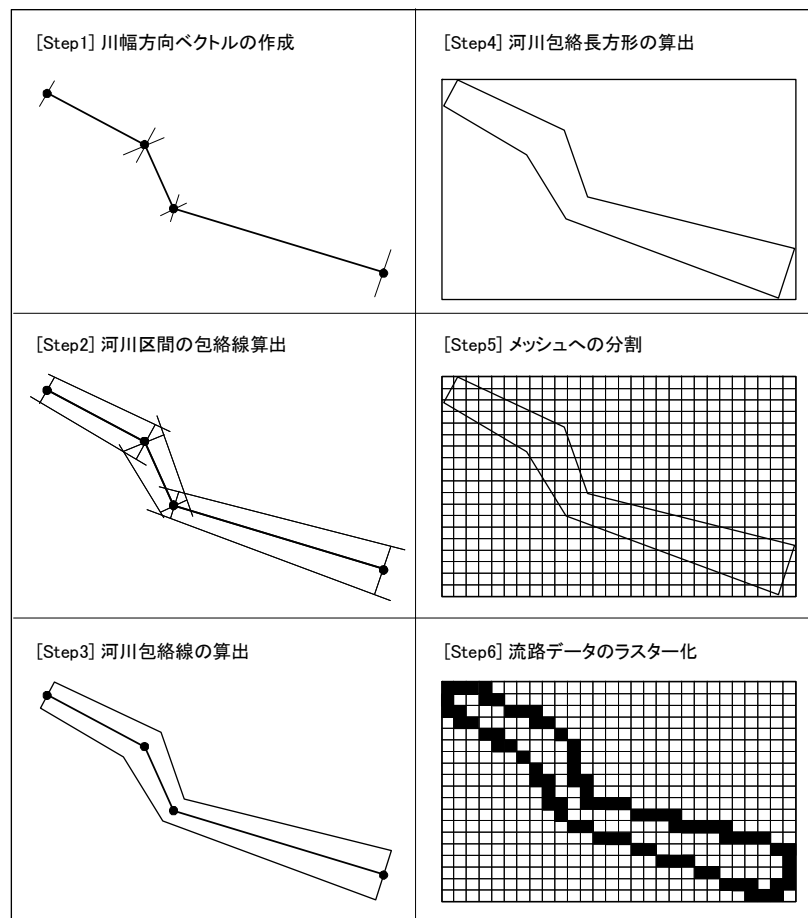 [Step1] 川幅方向ベクトルの作成
[Step4] 河川包絡長方形の算出
[Step2] 河川区間の包絡線算出
[Step5] メッシュへの分割
[Step3] 河川包絡線の算出
[Step6] 流路データのラスター化